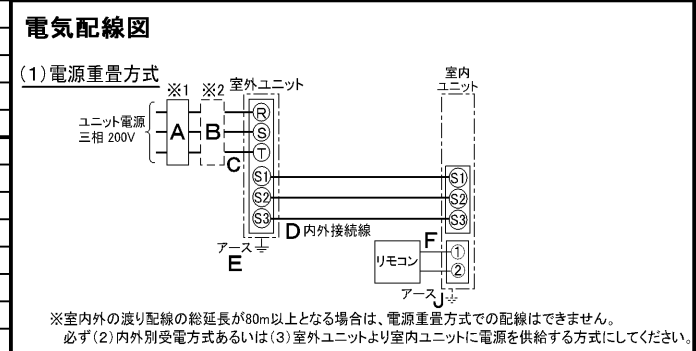 電気配線図
(1)電源重畳方式
※1 ※2 室外ユニット
室内
ユニット
ユニット電源
三相 200V
A B
C
R
S
T
S1 S1
S2 S2
S3 S3
D 内外接続線
アース
E
リモコン
F
①
②
アース J
※室内外の渡り配線の総延長が80m以上となる場合は、電源重畳方式での配線はできません。
必ず(2)内外別受電方式あるいは(3)室外ユニットより室内ユニットに電源を供給する方式にしてください。